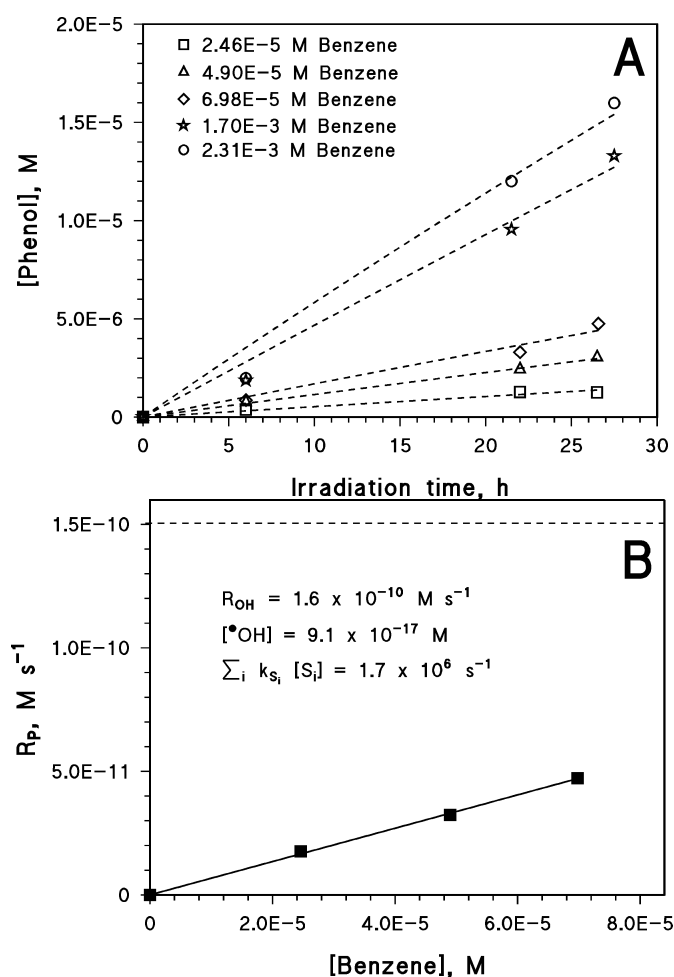 2.0E-5
1.5E-5
1.0E-5
5.0E-6
0
[Phenol], M
A
2.46E-5 M Benzene
4.90E-5 M Benzene
6.98E-5 M Benzene
1.70E-3 M Benzene
2.31E-3 M Benzene
0 5 10 15 20 25 30
Irradiation time, h
1.5E-10
1.0E-10
5.0E-11
0
R_P, M s⁻¹
B
R_OH = 1.6 x 10⁻¹⁰ M s⁻¹
[•OH] = 9.1 x 10⁻¹⁷ M
∑_i k_{S_i} [S_i] = 1.7 x 10⁶ s⁻¹
0 2.0E-5 4.0E-5 6.0E-5 8.0E-5
[Benzene], M